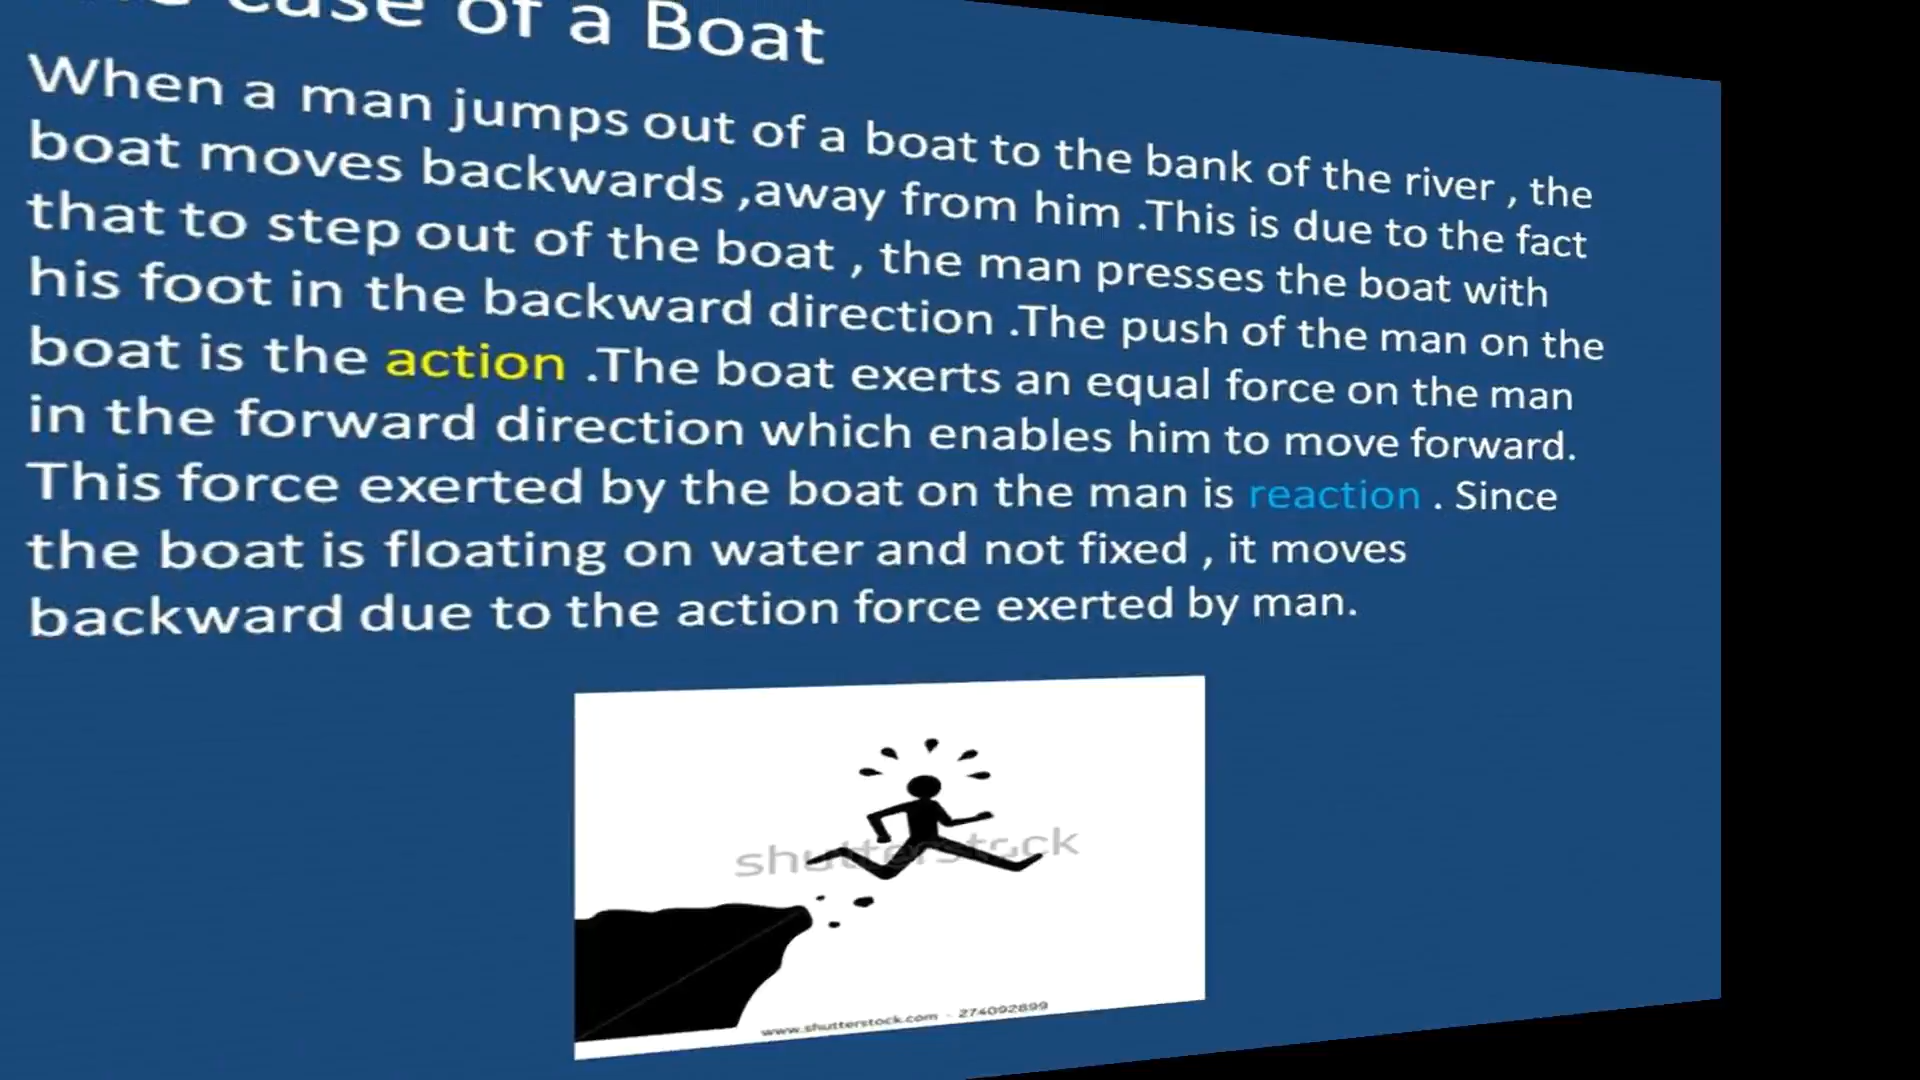 case of a Boat
When a man jumps out of a boat to the bank of the river , the
boat moves backwards ,away from him .This is due to the fact
that to step out of the boat , the man presses the boat with
his foot in the backward direction .The push of the man on the
boat is the action .The boat exerts an equal force on the man
in the forward direction which enables him to move forward.
This force exerted by the boat on the man is reaction . Since
the boat is floating on water and not fixed , it moves
backward due to the action force exerted by man.
shutterstock
www.shutterstock.com - 274092899